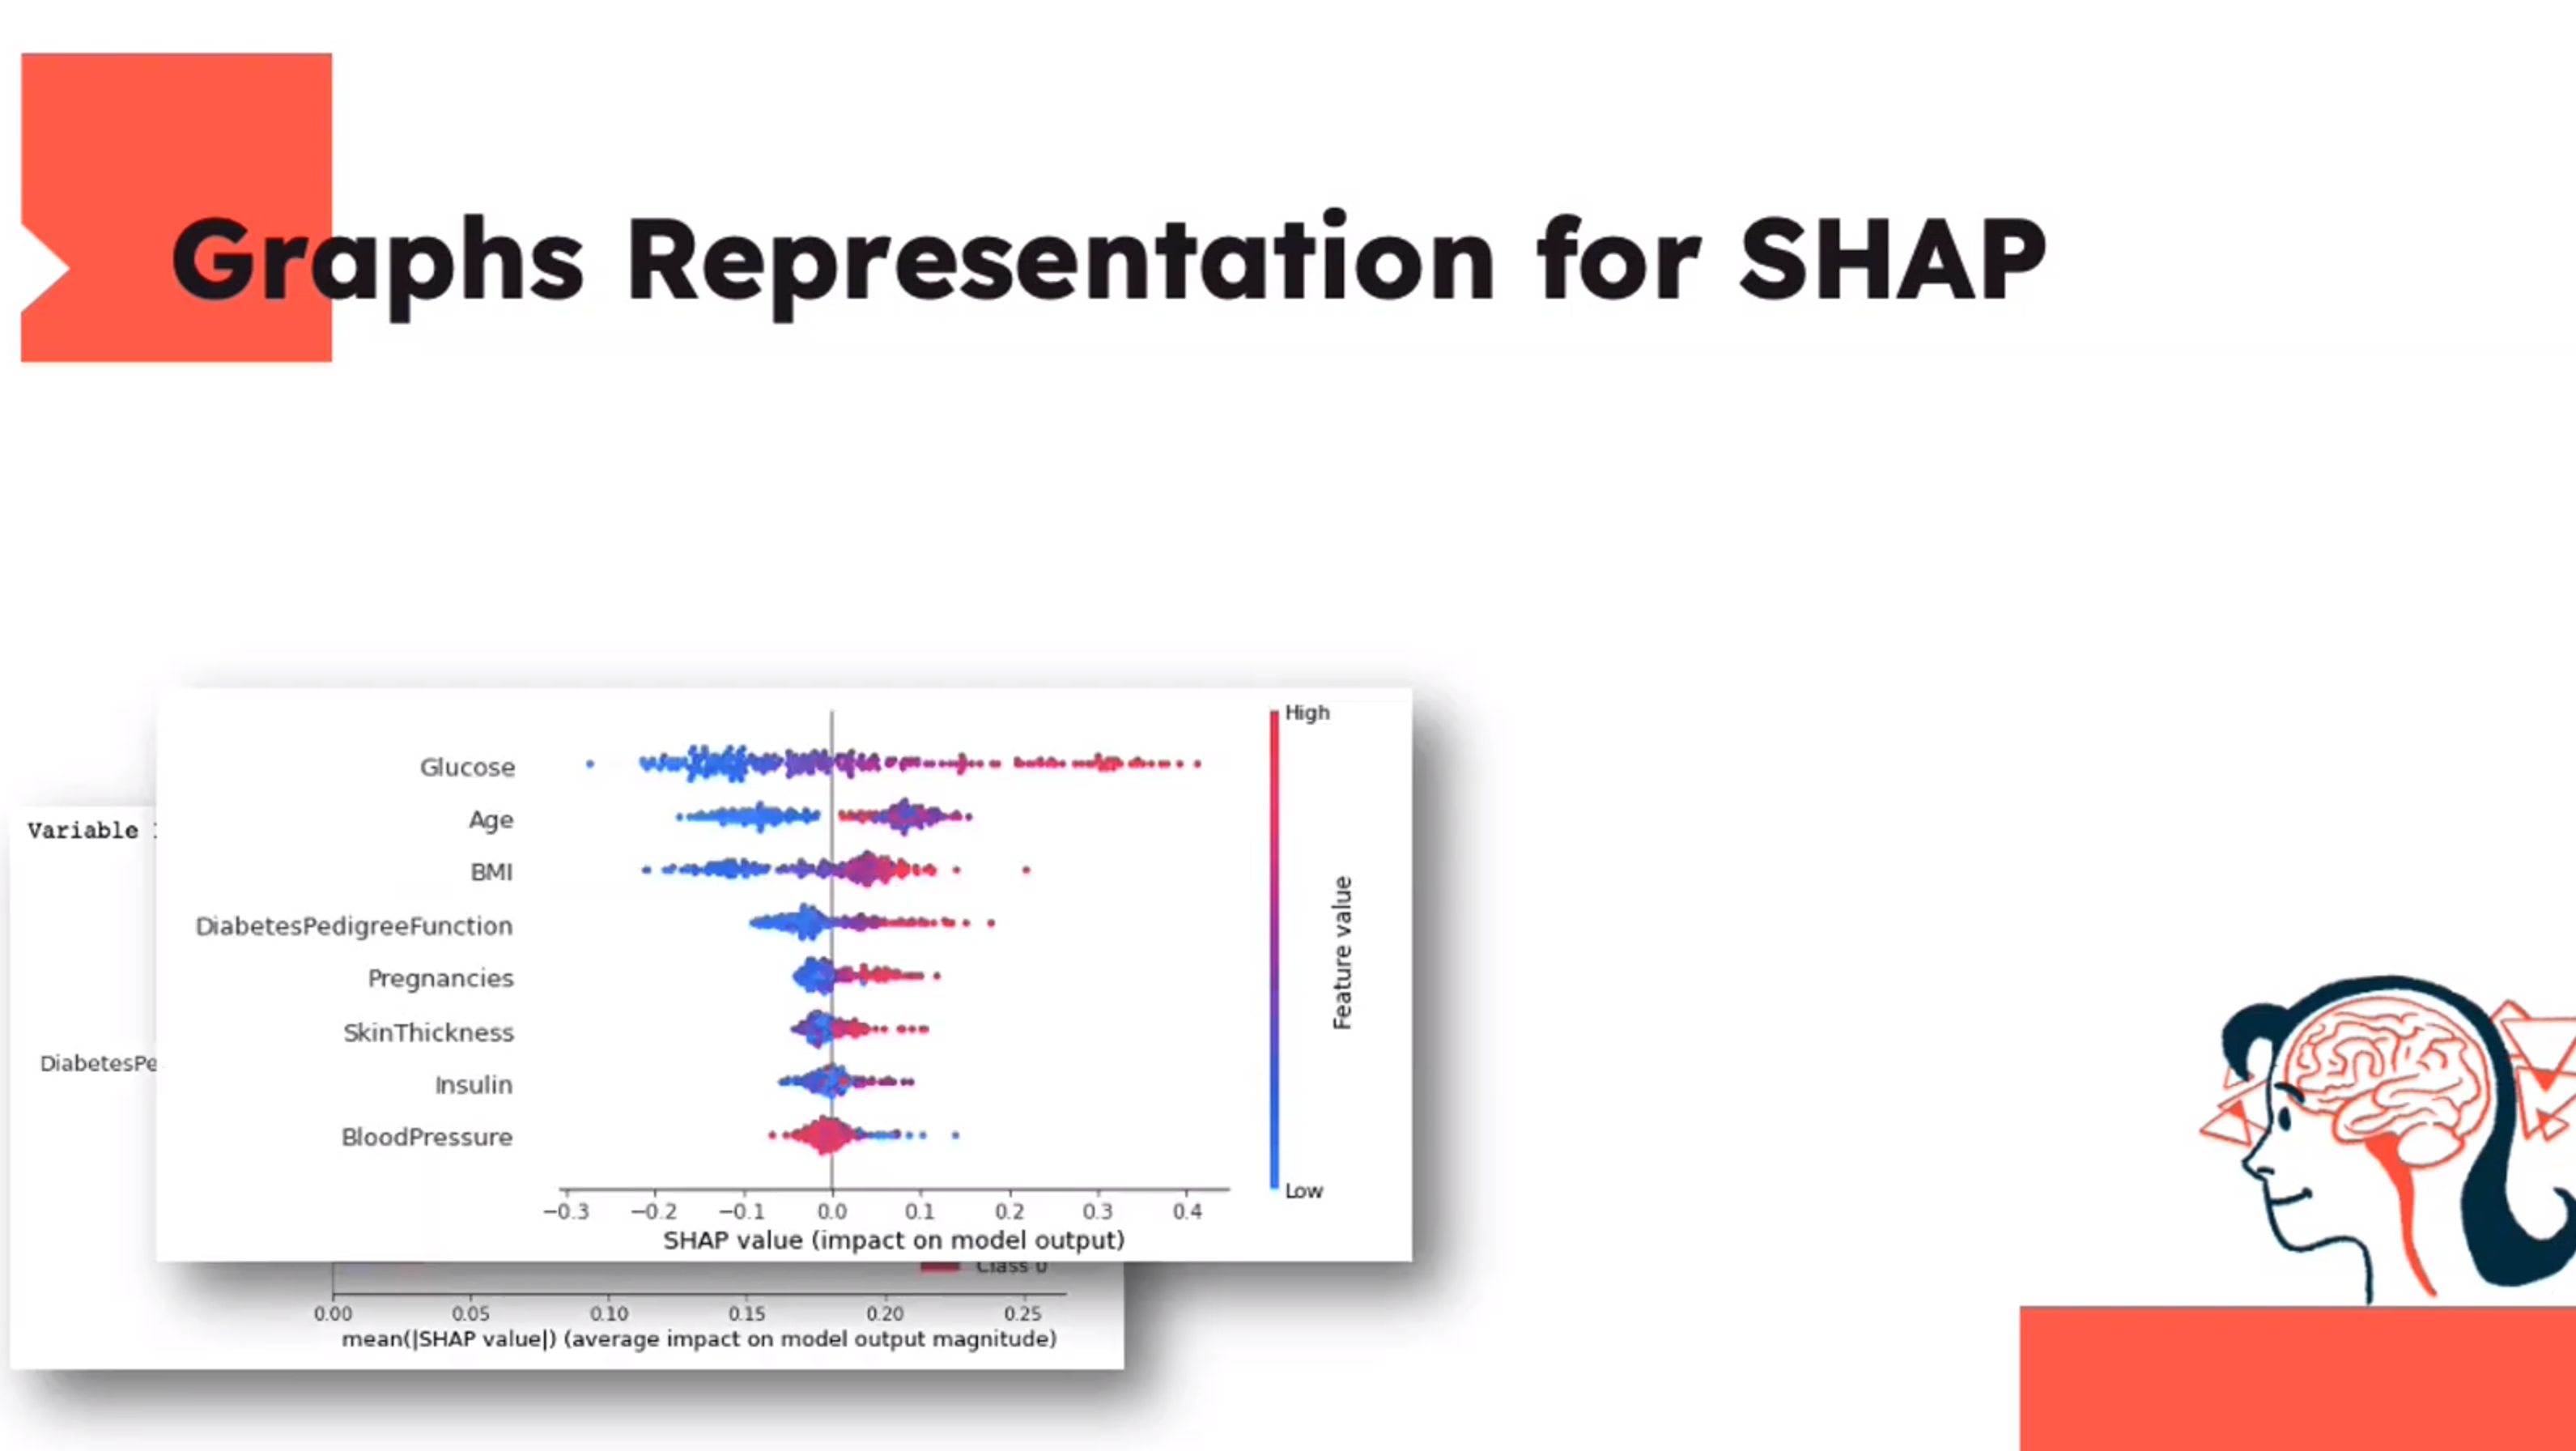 Graphs Representation for SHAP
High
Glucose
Age
BMI
DiabetesPedigreeFunction
Pregnancies
SkinThickness
Insulin
BloodPressure
Feature value
Low
−0.3 −0.2 −0.1 0.0 0.1 0.2 0.3 0.4
SHAP value (impact on model output)
Variable
DiabetesPe
Class 0
0.00 0.05 0.10 0.15 0.20 0.25
mean(|SHAP value|) (average impact on model output magnitude)